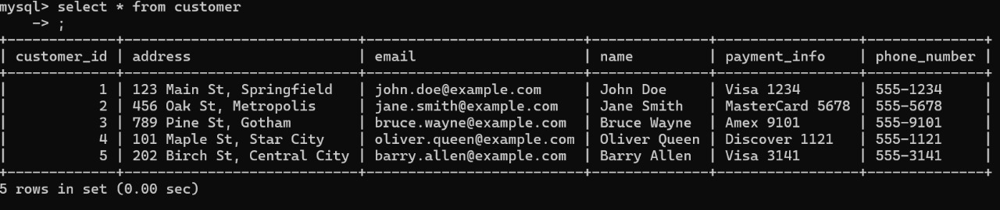 mysql> select * from customer
    -> ;
+-------------+----------------------------+--------------------------+--------------+-----------------+--------------+
| customer_id | address                    | email                    | name         | payment_info    | phone_number |
+-------------+----------------------------+--------------------------+--------------+-----------------+--------------+
|           1 | 123 Main St, Springfield   | john.doe@example.com     | John Doe     | Visa 1234       | 555-1234     |
|           2 | 456 Oak St, Metropolis     | jane.smith@example.com   | Jane Smith   | MasterCard 5678 | 555-5678     |
|           3 | 789 Pine St, Gotham        | bruce.wayne@example.com  | Bruce Wayne  | Amex 9101       | 555-9101     |
|           4 | 101 Maple St, Star City    | oliver.queen@example.com | Oliver Queen | Discover 1121   | 555-1121     |
|           5 | 202 Birch St, Central City | barry.allen@example.com  | Barry Allen  | Visa 3141       | 555-3141     |
+-------------+----------------------------+--------------------------+--------------+-----------------+--------------+
5 rows in set (0.00 sec)